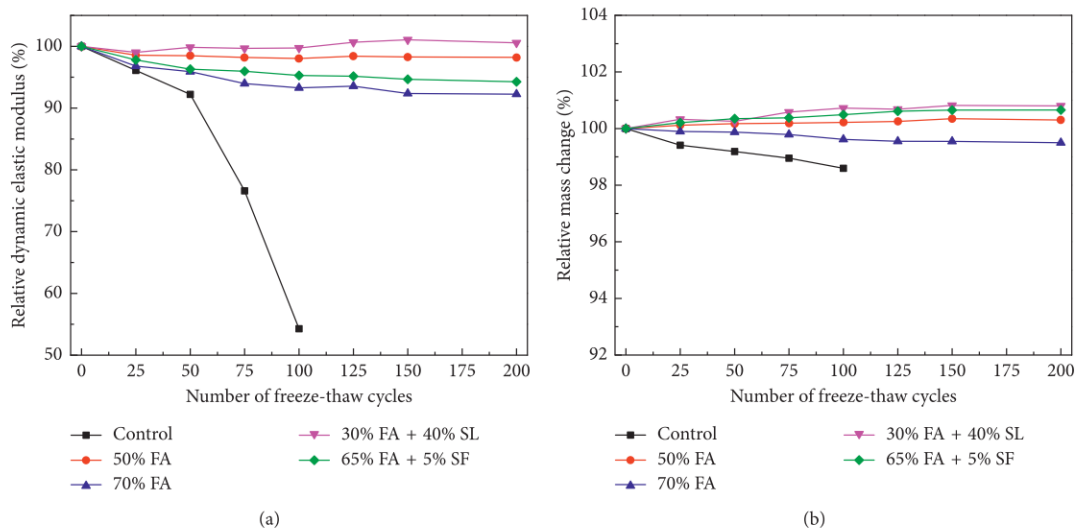 100
90
80
70
60
50
Relative dynamic elastic modulus (%)
0 25 50 75 100 125 150 175 200
Number of freeze-thaw cycles
Control
50% FA
70% FA
30% FA + 40% SL
65% FA + 5% SF
(a)
104
102
100
98
96
94
92
Relative mass change (%)
0 25 50 75 100 125 150 175 200
Number of freeze-thaw cycles
Control
50% FA
70% FA
30% FA + 40% SL
65% FA + 5% SF
(b)